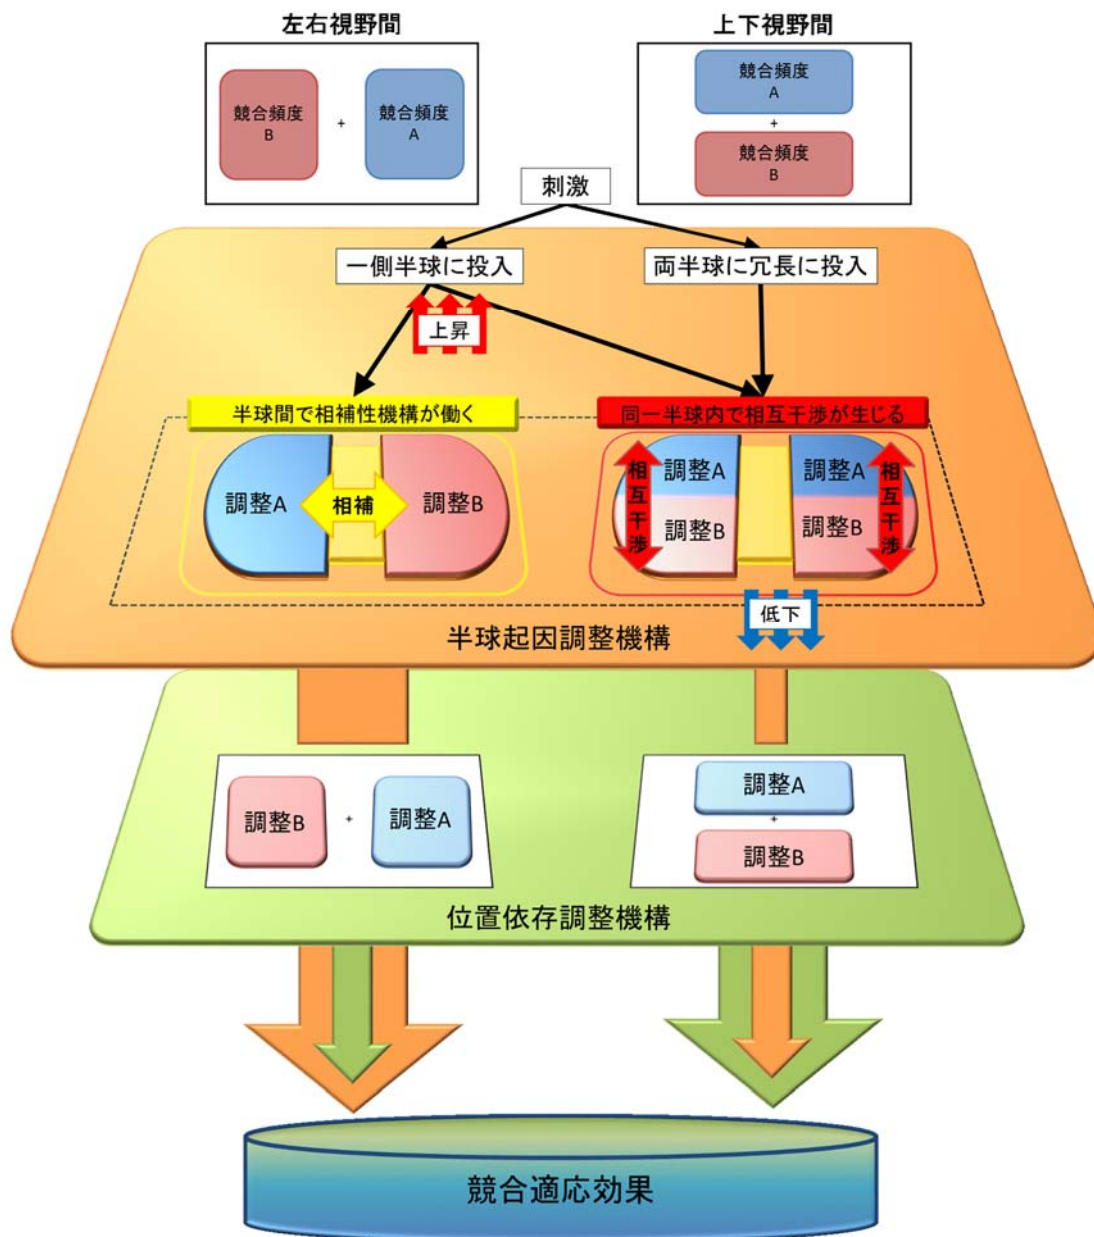 左右視野間
上下視野間
競合頻度
B
+
競合頻度
A
競合頻度
A
+
競合頻度
B
刺激
一側半球に投入
両半球に冗長に投入
上昇
半球間で相補性機構が働く
同一半球内で相互干渉が生じる
調整A
相補
調整B
相互干渉
調整A
調整B
調整A
調整B
相互干渉
低下
半球起因調整機構
調整B
+
調整A
調整A
+
調整B
位置依存調整機構
競合適応効果